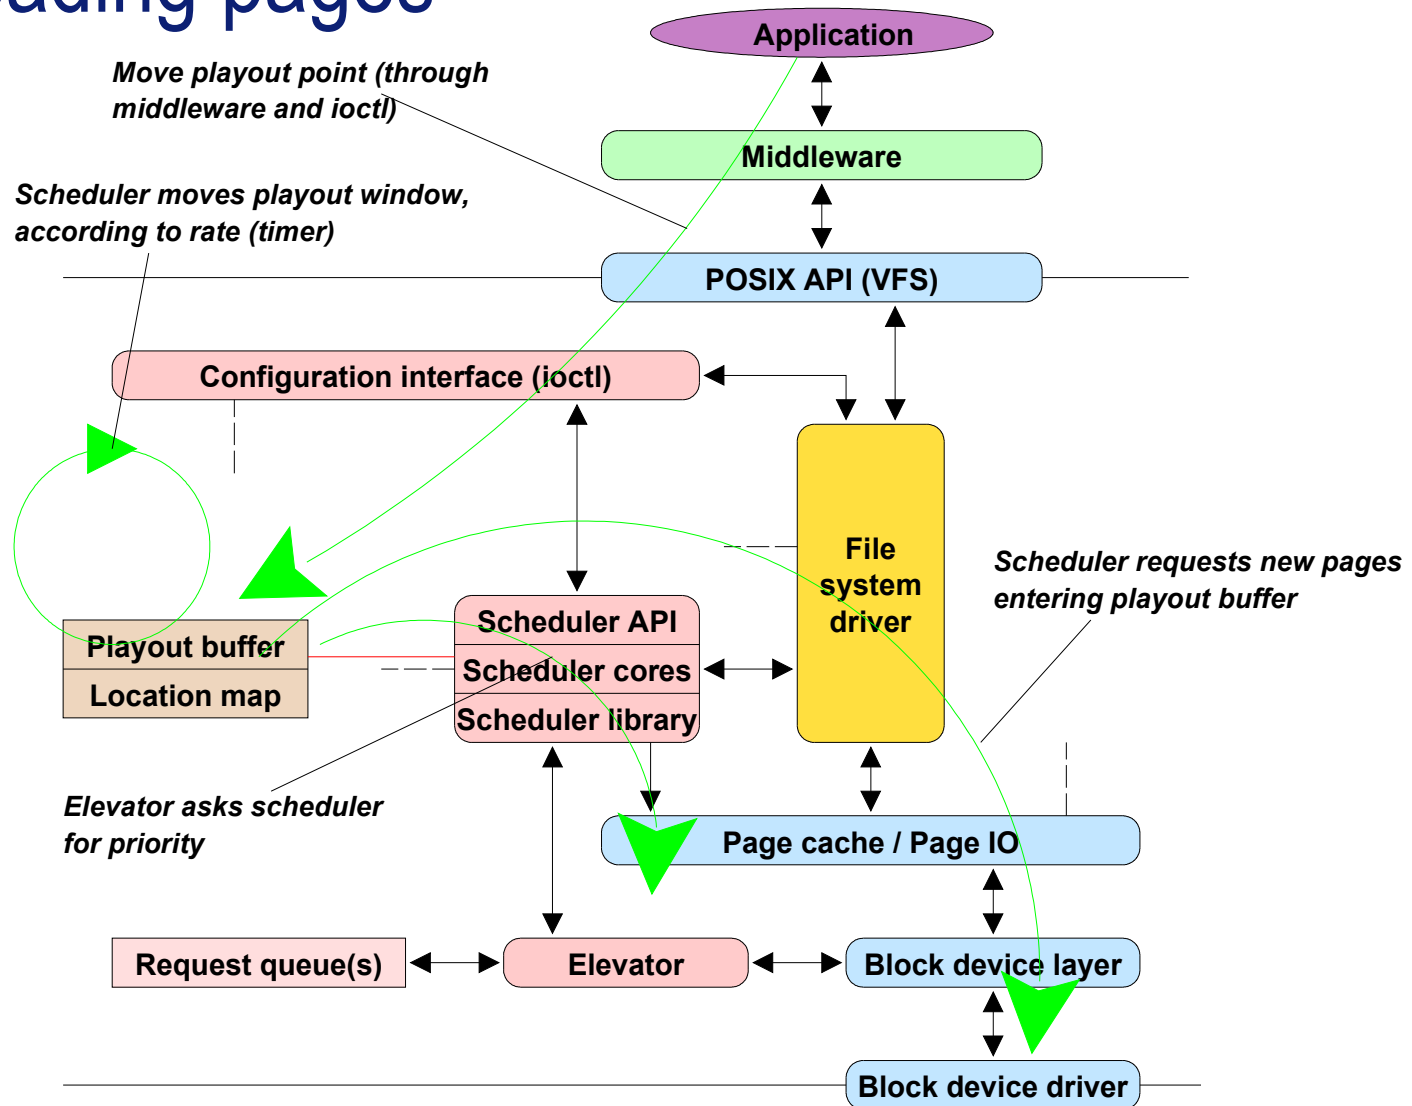 ading pages
Application
Move playout point (through
middleware and ioctl)
Middleware
Scheduler moves playout window,
according to rate (timer)
POSIX API (VFS)
Configuration interface (ioctl)
File
system
driver
Scheduler requests new pages
entering playout buffer
Scheduler API
Playout buffer
Scheduler cores
Location map
Scheduler library
Elevator asks scheduler
for priority
Page cache / Page IO
Request queue(s)
Elevator
Block device layer
Block device driver